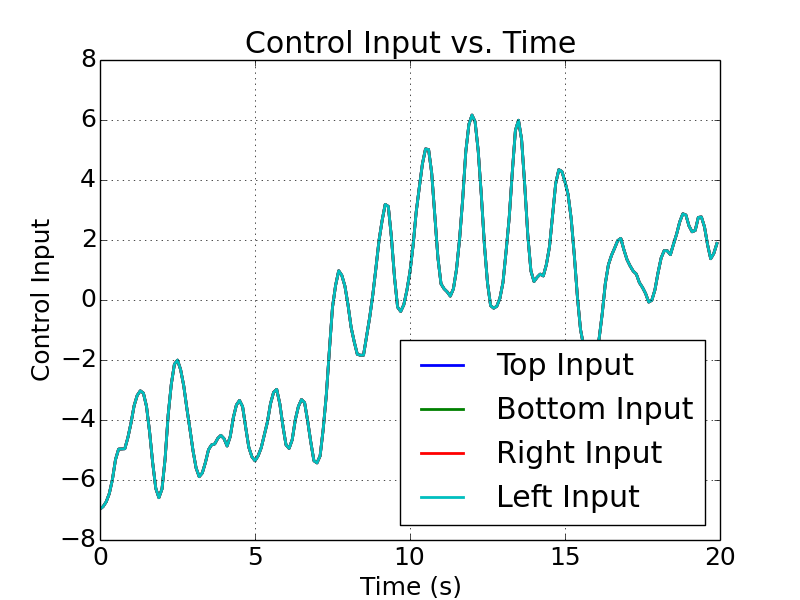 Control Input vs. Time
8
6
4
2
0
−2
−4
−6
−8
Control Input
Top Input
Bottom Input
Right Input
Left Input
0 5 10 15 20
Time (s)